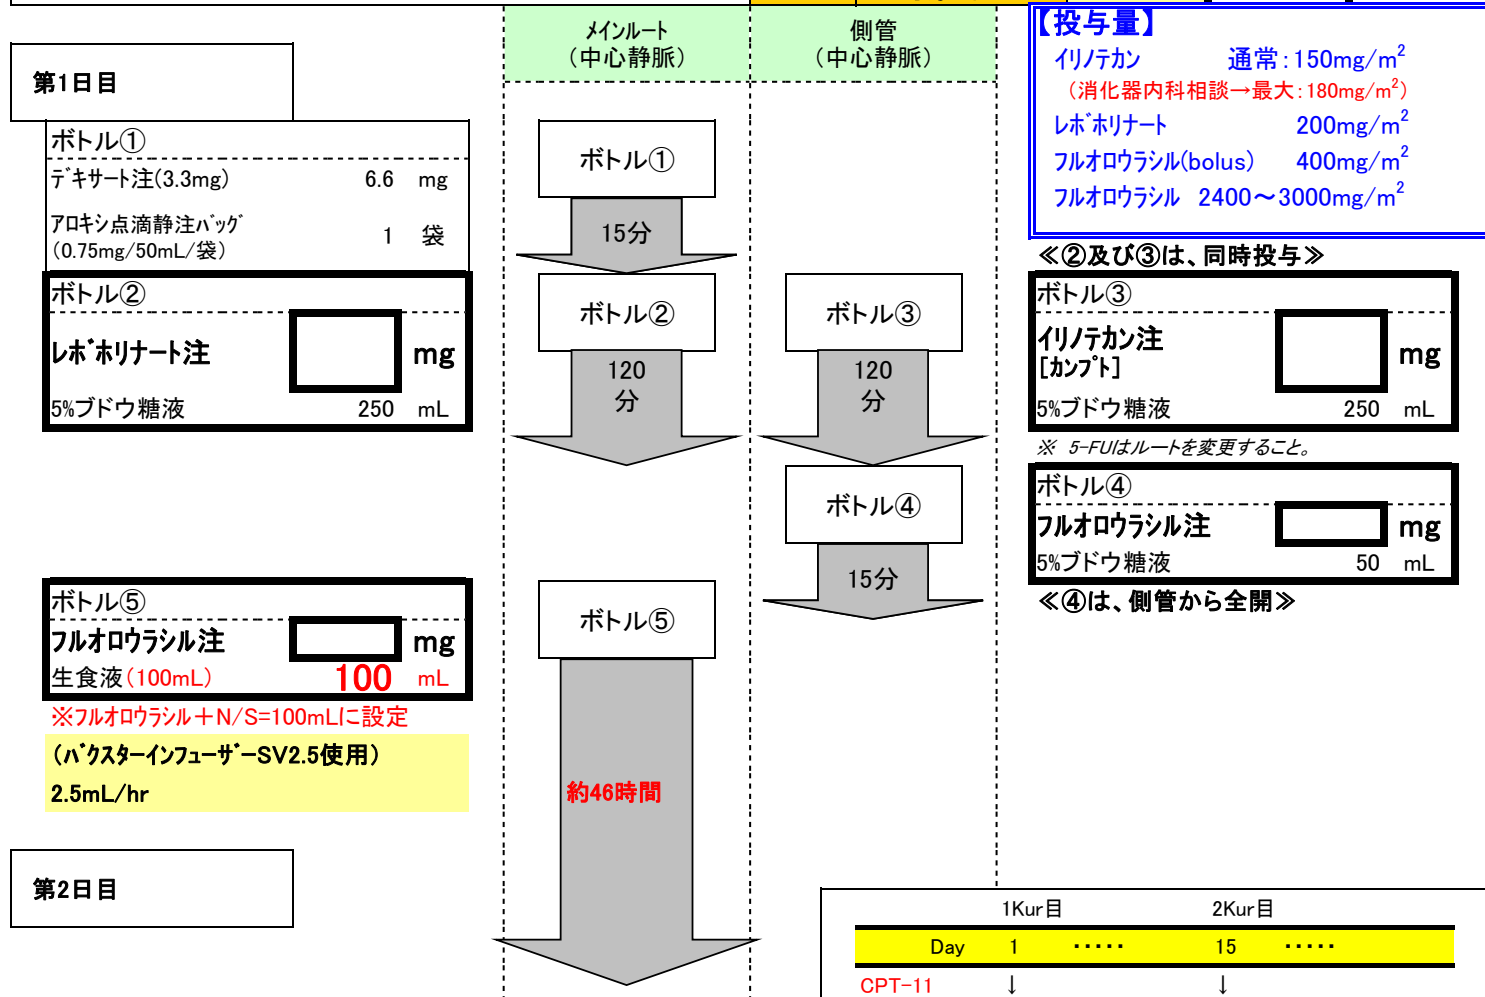 メインルート
（中心静脈）
側管
（中心静脈）
【投与量】
イリノテカン 通常：150mg/m²
（消化器内科相談→最大：180mg/m²）
レボホリナート 200mg/m²
フルオロウラシル(bolus) 400mg/m²
フルオロウラシル 2400～3000mg/m²
第1日目
ボトル①
デキサート注(3.3mg) 6.6 mg
アロキシ点滴静注バッグ
(0.75mg/50mL/袋) 1 袋
ボトル①
15分
≪②及び③は、同時投与≫
ボトル②
レボホリナート注 mg
5%ブドウ糖液 250 mL
ボトル②
120
分
ボトル③
120
分
ボトル③
イリノテカン注
[カンプト] mg
5%ブドウ糖液 250 mL
※ 5-FUはルートを変更すること。
ボトル④
15分
ボトル④
フルオロウラシル注 mg
5%ブドウ糖液 50 mL
≪④は、側管から全開≫
ボトル⑤
フルオロウラシル注 mg
生食液(100mL) 100 mL
※フルオロウラシル＋N/S=100mLに設定
（バクスターインフューザーSV2.5使用）
2.5mL/hr
ボトル⑤
約46時間
第2日目
1Kur目 2Kur目
Day 1 ‥‥‥ 15 ‥‥‥
CPT-11 ↓ ↓